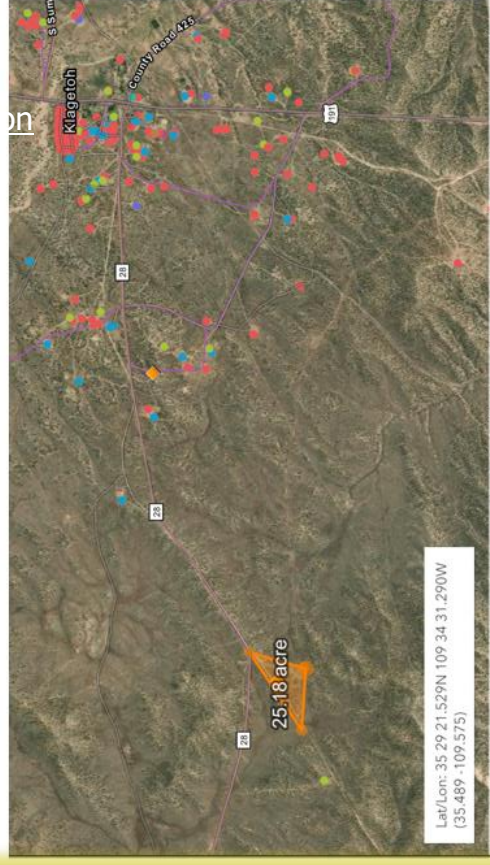 S Sum
on
Klagetoh
County Road 425
191
28
28
28
25.18 acre
Lat/Lon: 35 29 21.529N 109 34 31.290W
(35.489 -109.575)